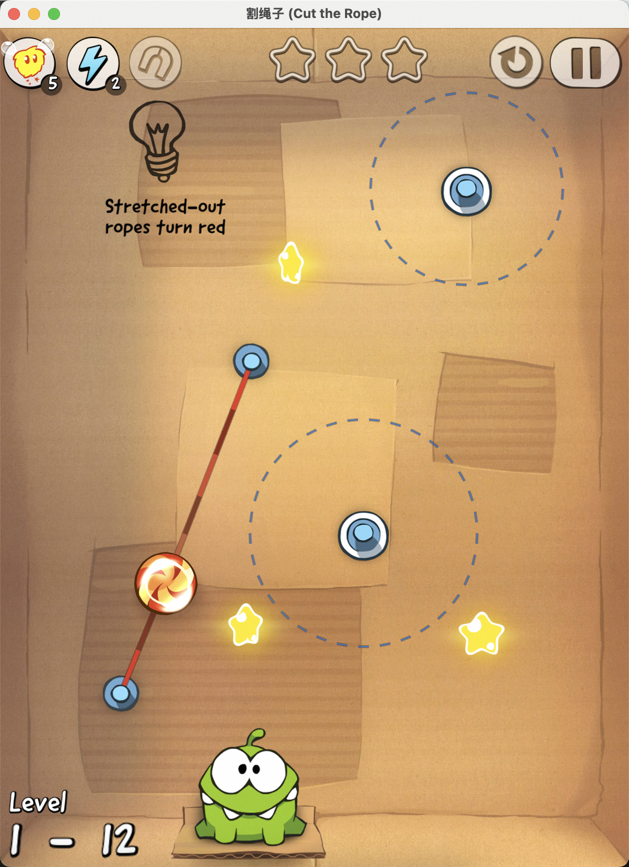 割绳子 (Cut the Rope)
5
2
Stretched-out
ropes turn red
Level
1 - 12